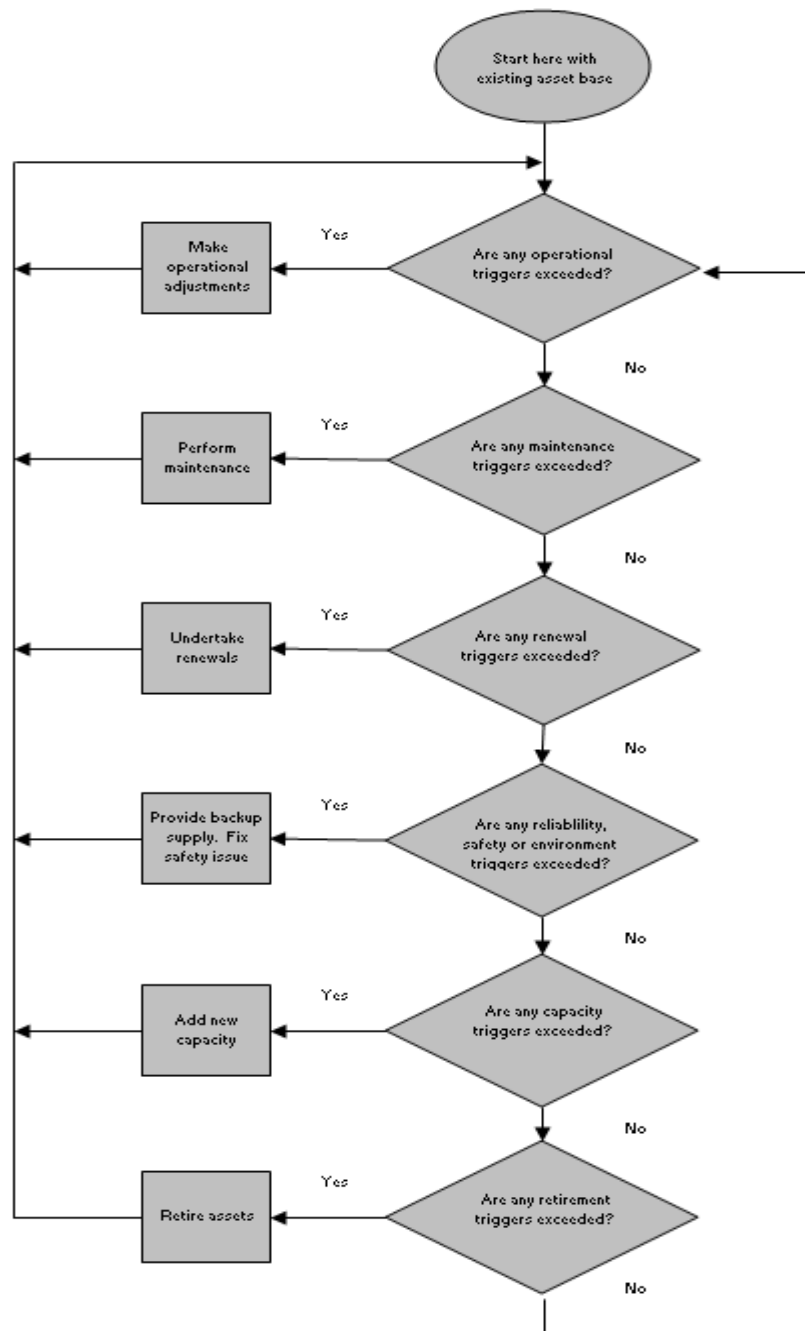 Start here with
existing asset base
Yes
Make
operational
adjustments
Are any operational
triggers exceeded?
No
Yes
Perform
maintenance
Are any maintenance
triggers exceeded?
No
Yes
Undertake
renewals
Are any renewal
triggers exceeded?
No
Yes
Provide backup
supply. Fix
safety issue
Are any reliablility,
safety or environment
triggers exceeded?
No
Yes
Add new
capacity
Are any capacity
triggers exceeded?
No
Yes
Retire assets
Are any retirement
triggers exceeded?
No